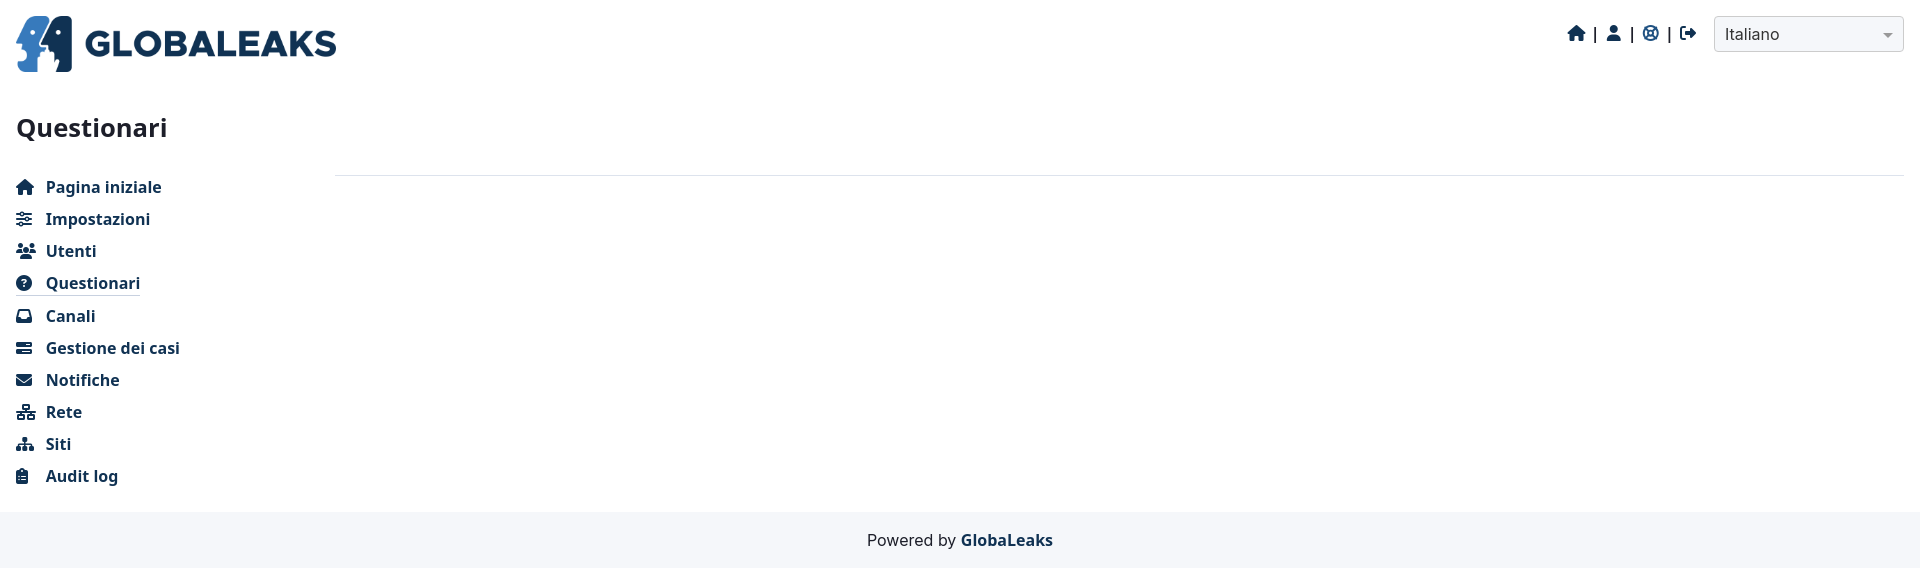 GLOBALEAKS
| | |
Italiano
Questionari
Pagina iniziale
Impostazioni
Utenti
Questionari
Canali
Gestione dei casi
Notifiche
Rete
Siti
Audit log
Powered by GlobaLeaks